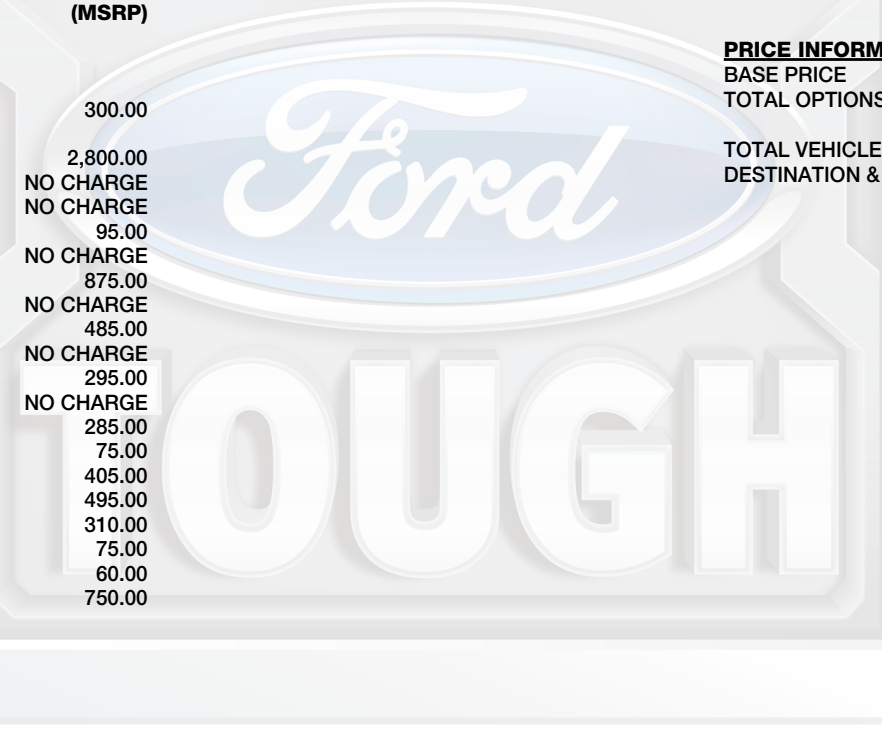 (MSRP)
300.00
2,800.00
NO CHARGE
NO CHARGE
95.00
NO CHARGE
875.00
NO CHARGE
485.00
NO CHARGE
295.00
NO CHARGE
285.00
75.00
405.00
495.00
310.00
75.00
60.00
750.00
PRICE INFORM
BASE PRICE
TOTAL OPTIONS
TOTAL VEHICLE
DESTINATION &
Ford
TOUGH